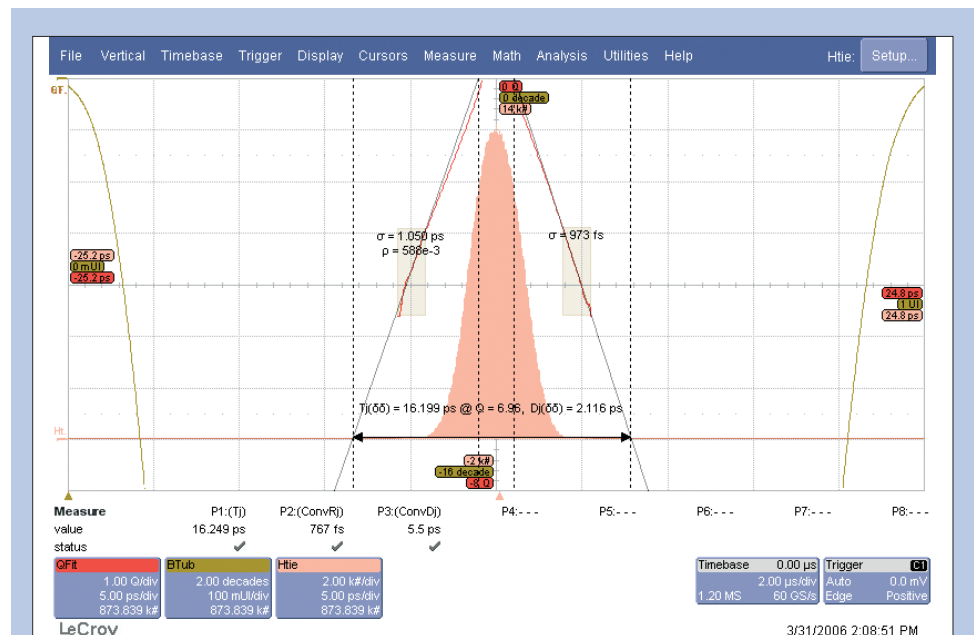 File Vertical Timebase Trigger Display Cursors Measure Math Analysis Utilities Help Htie: Setup...
QF.
0 Q
0 decade
14 k#
σ = 1.050 ps
ρ = 588e-3
σ = 973 fs
-25.2 ps
0 mUI
-25.2 ps
24.8 ps
1 UI
24.8 ps
Tj(δδ) = 16.199 ps @ Q = 6.96, Dj(δδ) = 2.116 ps
Ht.
-2 k#
-16 decade
-8 Q
Measure P1:(Tj) P2:(ConvRj) P3:(ConvDj) P4:- - - P5:- - - P6:- - - P7:- - - P8:- - -
value 16.249 ps 767 fs 5.5 ps
status
QFit BTub Htie Timebase 0.00 µs Trigger C1
1.00 Q/div 2.00 decades 2.00 k#/div 2.00 µs/div Auto 0.0 mV
5.00 ps/div 100 mUI/div 5.00 ps/div 1.20 MS 60 GS/s Edge Positive
873.839 k# 873.839 k# 873.839 k#
LeCroy 3/31/2006 2:08:51 PM